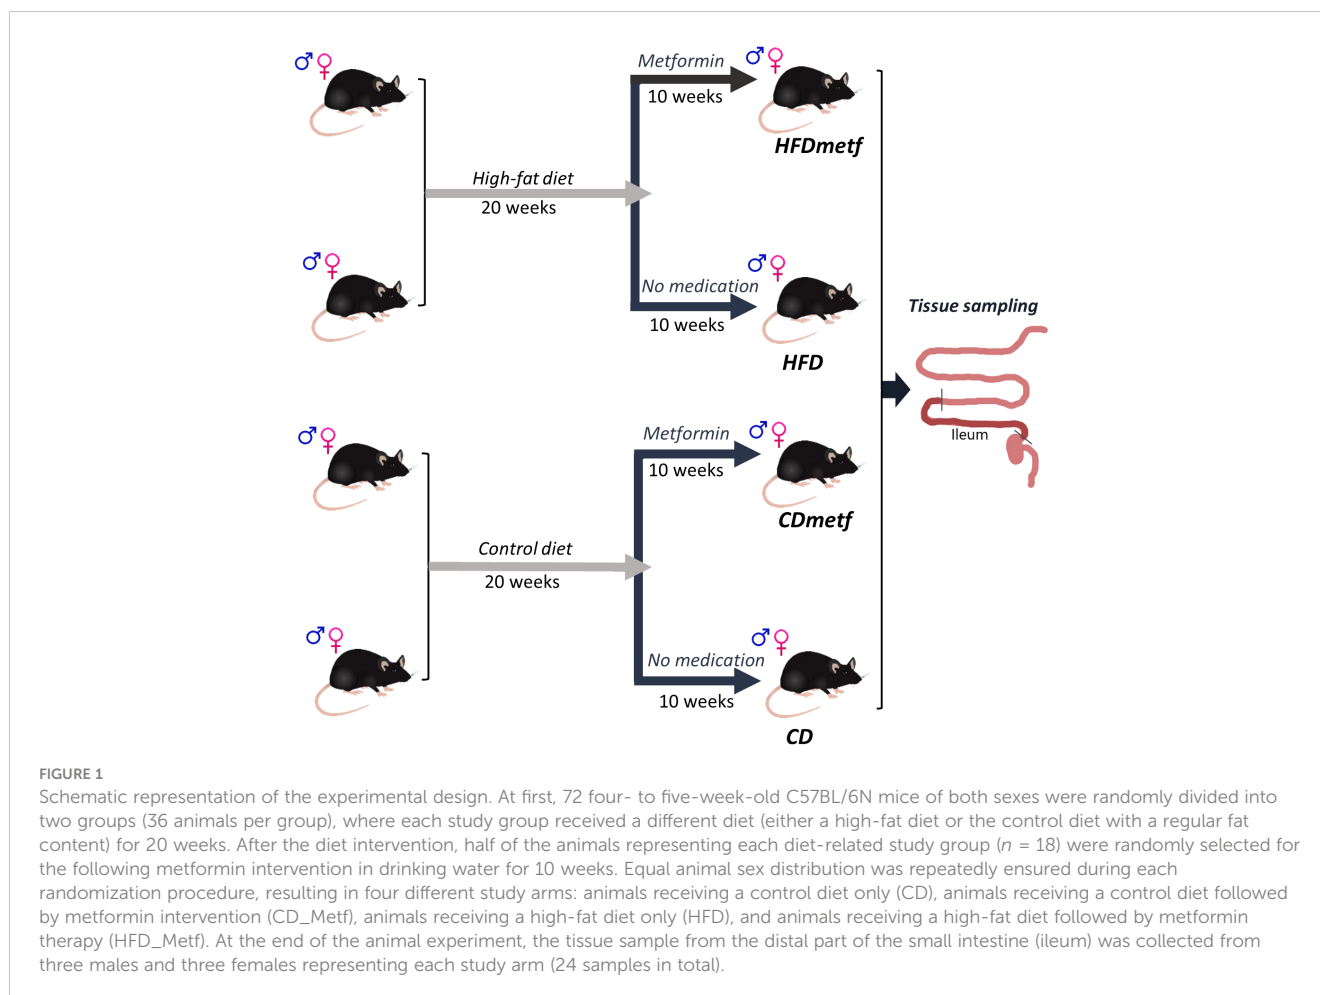 Metformin
10 weeks
HFDmetf
High-fat diet
20 weeks
No medication
10 weeks
HFD
Tissue sampling
Ileum
Metformin
10 weeks
CDmetf
Control diet
20 weeks
No medication
10 weeks
CD
FIGURE 1
Schematic representation of the experimental design. At first, 72 four- to five-week-old C57BL/6N mice of both sexes were randomly divided into
two groups (36 animals per group), where each study group received a different diet (either a high-fat diet or the control diet with a regular fat
content) for 20 weeks. After the diet intervention, half of the animals representing each diet-related study group (n = 18) were randomly selected for
the following metformin intervention in drinking water for 10 weeks. Equal animal sex distribution was repeatedly ensured during each
randomization procedure, resulting in four different study arms: animals receiving a control diet only (CD), animals receiving a control diet followed
by metformin intervention (CD_Metf), animals receiving a high-fat diet only (HFD), and animals receiving a high-fat diet followed by metformin
therapy (HFD_Metf). At the end of the animal experiment, the tissue sample from the distal part of the small intestine (ileum) was collected from
three males and three females representing each study arm (24 samples in total).